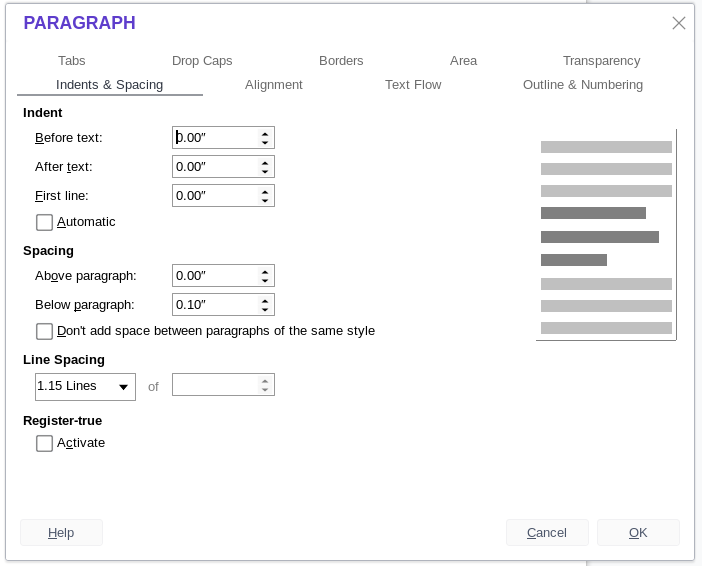 PARAGRAPH
Tabs Drop Caps Borders Area Transparency
Indents & Spacing Alignment Text Flow Outline & Numbering
Indent
Before text: 0.00″
After text: 0.00″
First line: 0.00″
Automatic
Spacing
Above paragraph: 0.00″
Below paragraph: 0.10″
Don't add space between paragraphs of the same style
Line Spacing
1.15 Lines of
Register-true
Activate
Help Cancel OK